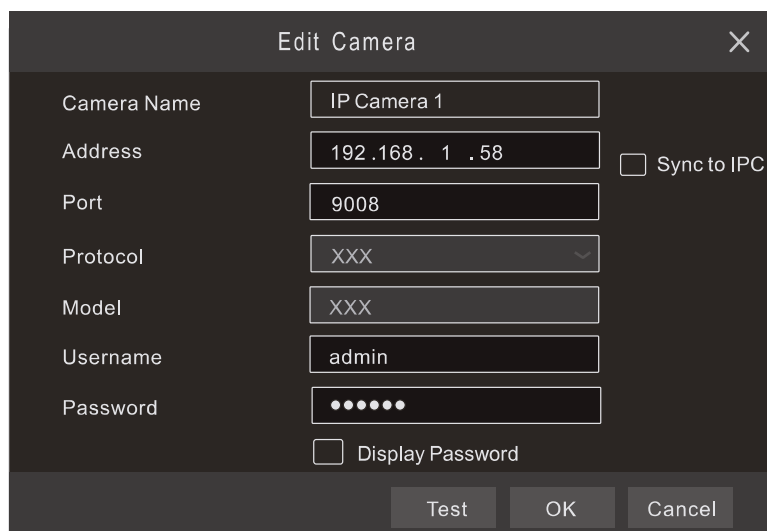 Edit Camera
Camera Name IP Camera 1
Address 192.168. 1 .58
Sync to IPC
Port 9008
Protocol XXX
Model XXX
Username admin
Password ●●●●●●
Display Password
Test OK Cancel